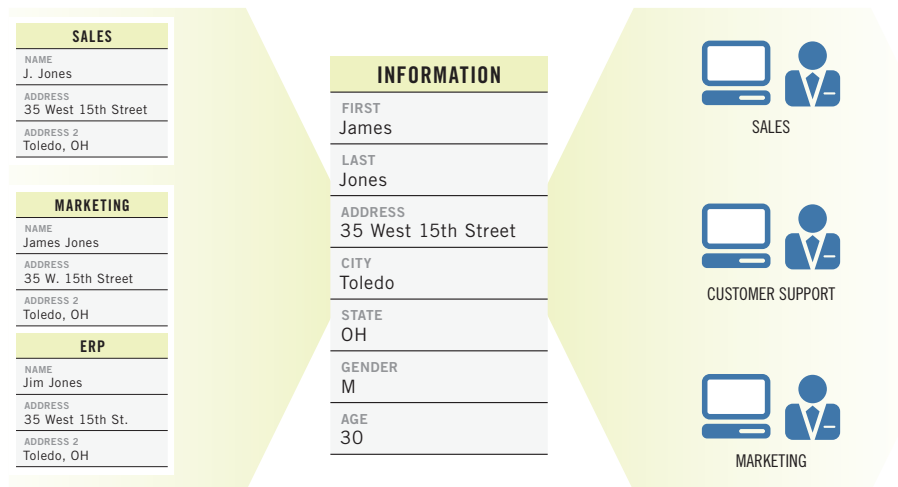 SALES
NAME
J. Jones
ADDRESS
35 West 15th Street
ADDRESS 2
Toledo, OH
MARKETING
NAME
James Jones
ADDRESS
35 W. 15th Street
ADDRESS 2
Toledo, OH
ERP
NAME
Jim Jones
ADDRESS
35 West 15th St.
ADDRESS 2
Toledo, OH
INFORMATION
FIRST
James
LAST
Jones
ADDRESS
35 West 15th Street
CITY
Toledo
STATE
OH
GENDER
M
AGE
30
SALES
CUSTOMER SUPPORT
MARKETING